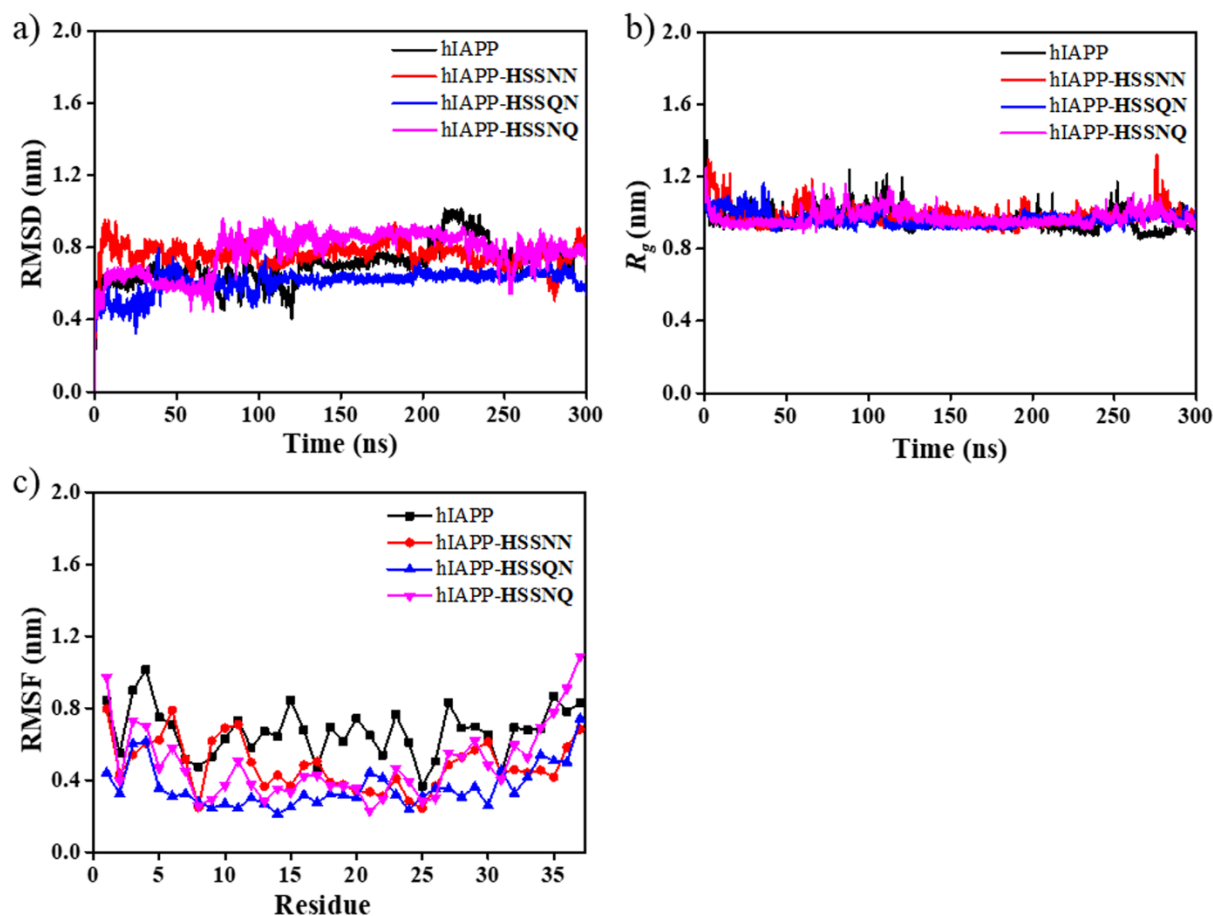 a)
2.0
1.6
1.2
0.8
0.4
0.0
RMSD (nm)
hIAPP
hIAPP-HSSNN
hIAPP-HSSQN
hIAPP-HSSNQ
0 50 100 150 200 250 300
Time (ns)
b)
2.0
1.6
1.2
0.8
0.4
0.0
Rg (nm)
hIAPP
hIAPP-HSSNN
hIAPP-HSSQN
hIAPP-HSSNQ
0 50 100 150 200 250 300
Time (ns)
c)
2.0
1.6
1.2
0.8
0.4
0.0
RMSF (nm)
hIAPP
hIAPP-HSSNN
hIAPP-HSSQN
hIAPP-HSSNQ
0 5 10 15 20 25 30 35
Residue